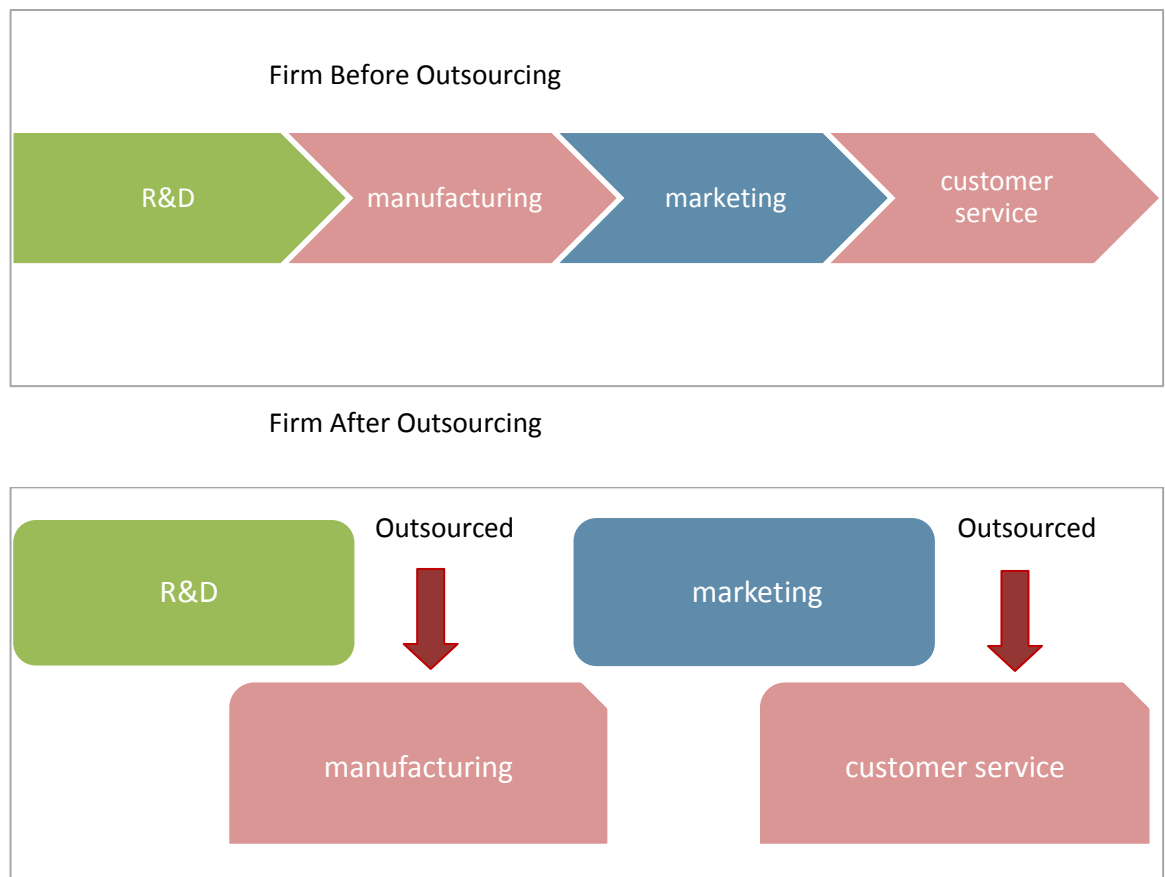 Firm Before Outsourcing
R&D
manufacturing
marketing
customer
service
Firm After Outsourcing
R&D
Outsourced
marketing
Outsourced
manufacturing
customer service